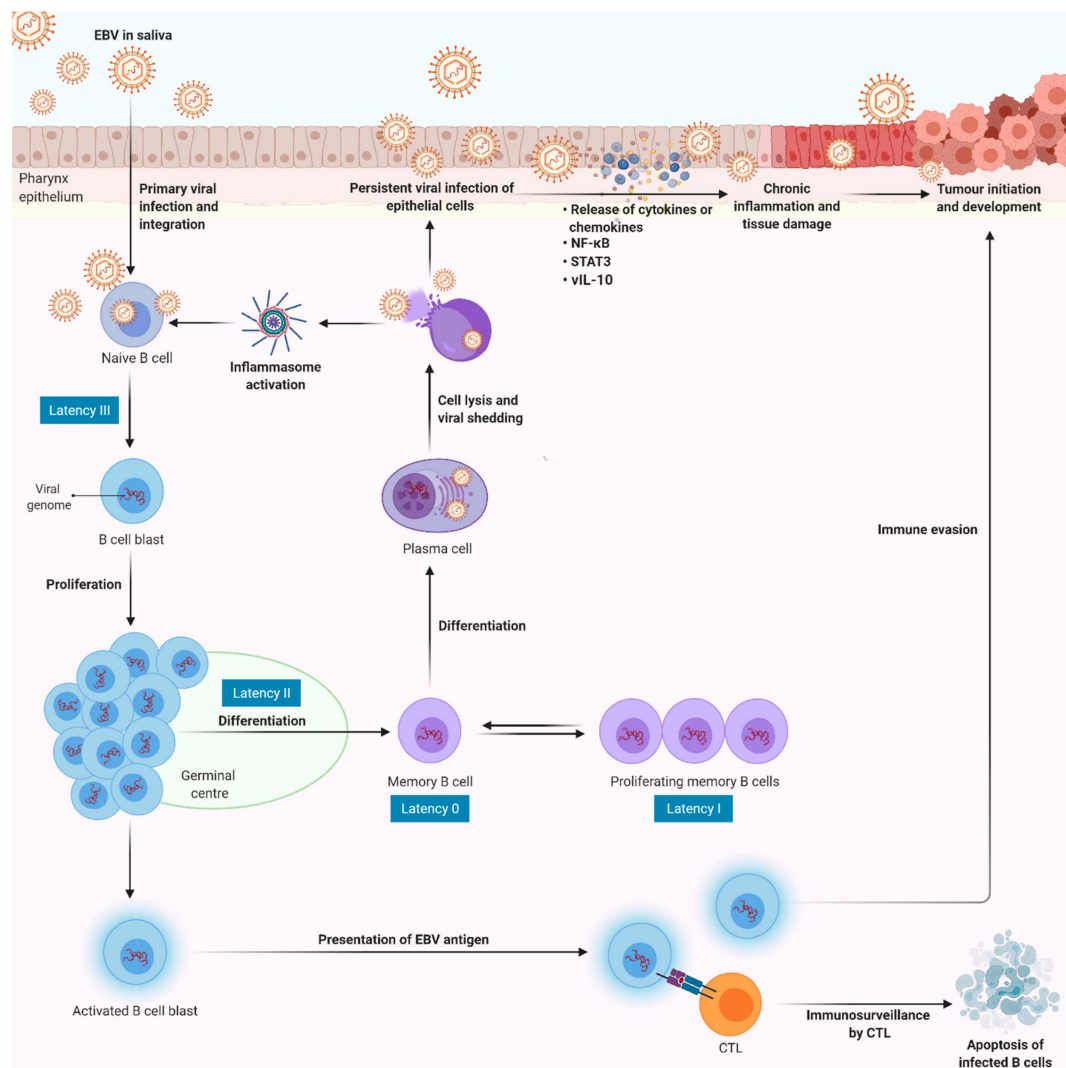 EBV in saliva
Pharynx
epithelium
Primary viral
infection and
integration
Persistent viral infection of
epithelial cells
• Release of cytokines or
chemokines
• NF-κB
• STAT3
• vIL-10
Chronic
inflammation and
tissue damage
Tumour initiation
and development
Naive B cell
Inflammasome
activation
Latency III
Cell lysis and
viral shedding
Viral
genome
B cell blast
Plasma cell
Immune evasion
Proliferation
Differentiation
Latency II
Differentiation
Germinal
centre
Memory B cell
Latency 0
Proliferating memory B cells
Latency I
Presentation of EBV antigen
Activated B cell blast
CTL
Immunosurveillance
by CTL
Apoptosis of
infected B cells